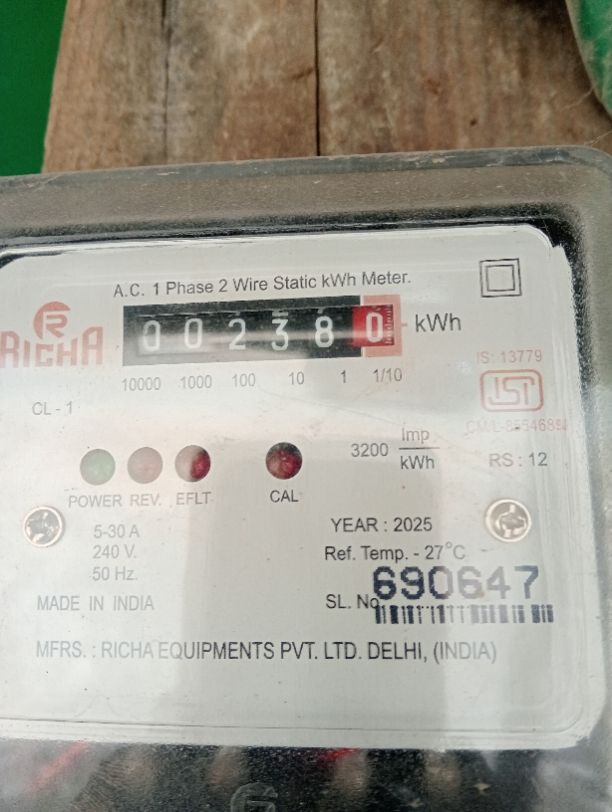 A.C. 1 Phase 2 Wire Static kWh Meter.
R
RICHA
0 0 2 3 8 0 kWh
10000 1000 100 10 1 1/10
IS: 13779
ISI
CL - 1
3200 Imp/kWh
RS : 12
POWER REV. EFLT CAL
5-30 A
240 V.
50 Hz.
YEAR : 2025
Ref. Temp. - 27°C
MADE IN INDIA
SL. No. 690647
MFRS. : RICHA EQUIPMENTS PVT. LTD. DELHI, (INDIA)